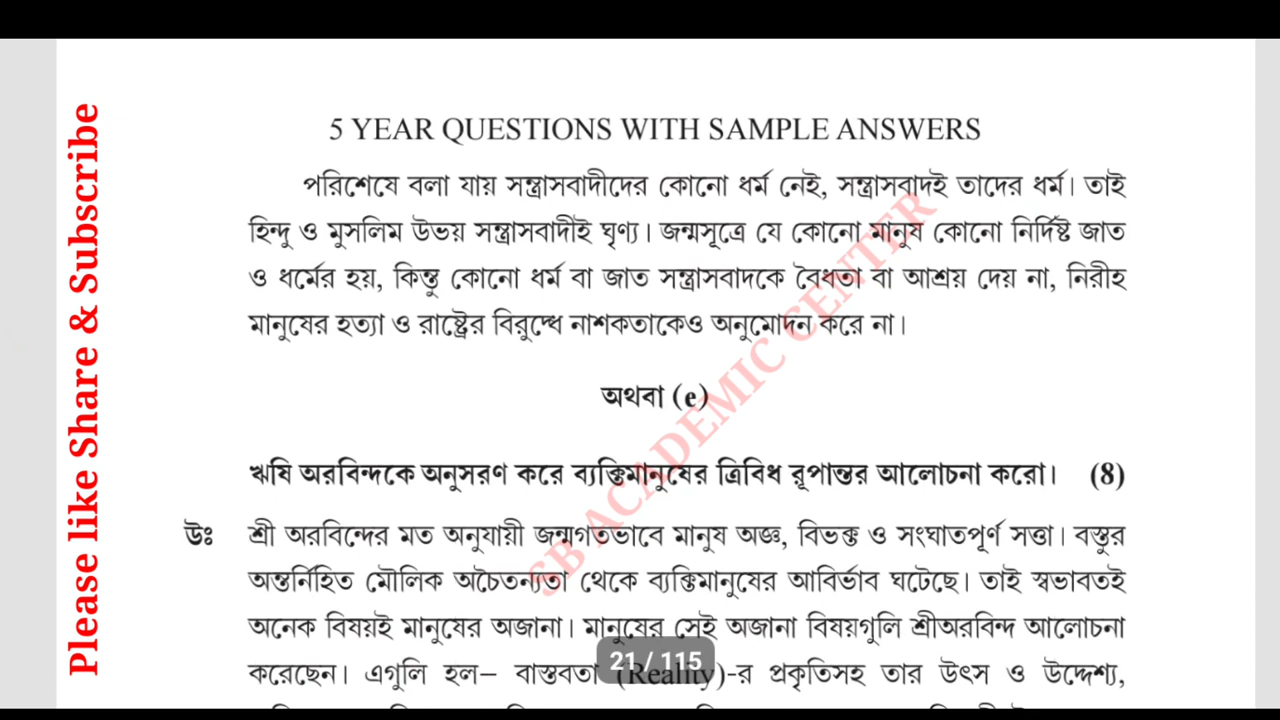 Please like Share & Subscribe
5 YEAR QUESTIONS WITH SAMPLE ANSWERS
পরিশেষে বলা যায় সন্ত্রাসবাদীদের কোনো ধর্ম নেই, সন্ত্রাসবাদই তাদের ধর্ম। তাই
হিন্দু ও মুসলিম উভয় সন্ত্রাসবাদীই ঘৃণ্য। জন্মসূত্রে যে কোনো মানুষ কোনো নির্দিষ্ট জাত
ও ধর্মের হয়, কিন্তু কোনো ধর্ম বা জাত সন্ত্রাসবাদকে বৈধতা বা আশ্রয় দেয় না, নিরীহ
মানুষের হত্যা ও রাষ্ট্রের বিরুদ্ধে নাশকতাকেও অনুমোদন করে না।
অথবা (e)
ঋষি অরবিন্দকে অনুসরণ করে ব্যক্তিমানুষের ত্রিবিধ রূপান্তর আলোচনা করো। (8)
উঃ শ্রী অরবিন্দের মত অনুযায়ী জন্মগতভাবে মানুষ অজ্ঞ, বিভক্ত ও সংঘাতপূর্ণ সত্তা। বস্তুর
অন্তর্নিহিত মৌলিক অচৈতন্যতা থেকে ব্যক্তিমানুষের আবির্ভাব ঘটেছে। তাই স্বভাবতই
অনেক বিষয়ই মানুষের অজানা। মানুষের সেই অজানা বিষয়গুলি শ্রীঅরবিন্দ আলোচনা
করেছেন। এগুলি হল– বাস্তবতা (Reality)-র প্রকৃতিসহ তার উৎস ও উদ্দেশ্য,
21 / 115
SB ACADEMIC CENTER